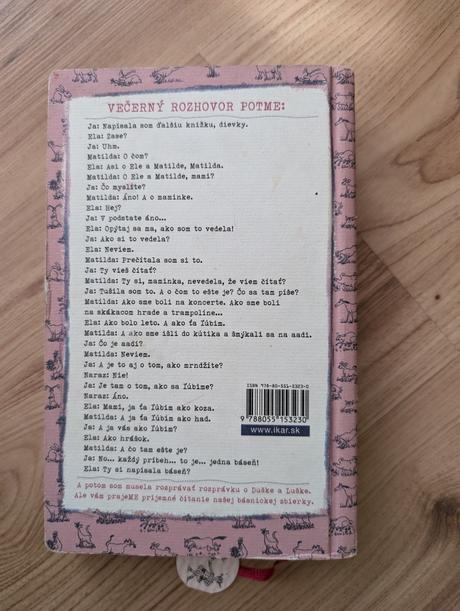 VEČERNÝ ROZHOVOR POTME:
Ja: Napísala som ďalšiu knižku, dievky.
Ela: Zase?
Ja: Uhm.
Matilda: O čom?
Ela: Asi o Ele a Matilde, Matilda.
Matilda: O Ele a Matilde, mami?
Ja: Čo myslíte?
Matilda: Áno! A o maminke.
Ela: Hej?
Ja: V podstate áno...
Ela: Opýtaj sa ma, ako som to vedela!
Ja: Ako si to vedela?
Ela: Neviem.
Matilda: Prečítala som si to.
Ja: Ty vieš čítať?
Matilda: Ty si, maminka, nevedela, že viem čítať?
Ja: Tušila som to. A o čom to ešte je? Čo sa tam píše?
Matilda: Ako sme boli na koncerte. Ako sme boli
na skákacom hrade a trampolíne...
Ela: Ako bolo leto. A ako ťa ľúbim.
Matilda: A ako sme išli do kútika a šmýkali sa na aadi.
Ja: Čo je aadi?
Matilda: Neviem.
Ja: A je to aj o tom, ako mrndžíte?
Naraz: Nie!
Ja: Je tam o tom, ako sa ľúbime?
Naraz: Áno.
Ela: Mami, ja ťa ľúbim ako koza.
Matilda: A ja ťa ľúbim ako had.
Ja: A ja vás ako ľúbim?
Ela: Ako hrášok.
Matilda: A čo tam ešte je?
Ja: No... každý príbeh... to je... jedna báseň!
Ela: Ty si napísala báseň?
A potom som musela rozprávať rozprávku o Duške a Luške.
Ale vám prajeME príjemné čítanie našej básnickej zbierky.
ISBN 978-80-551-5323-0
9 788055 153230
www.ikar.sk